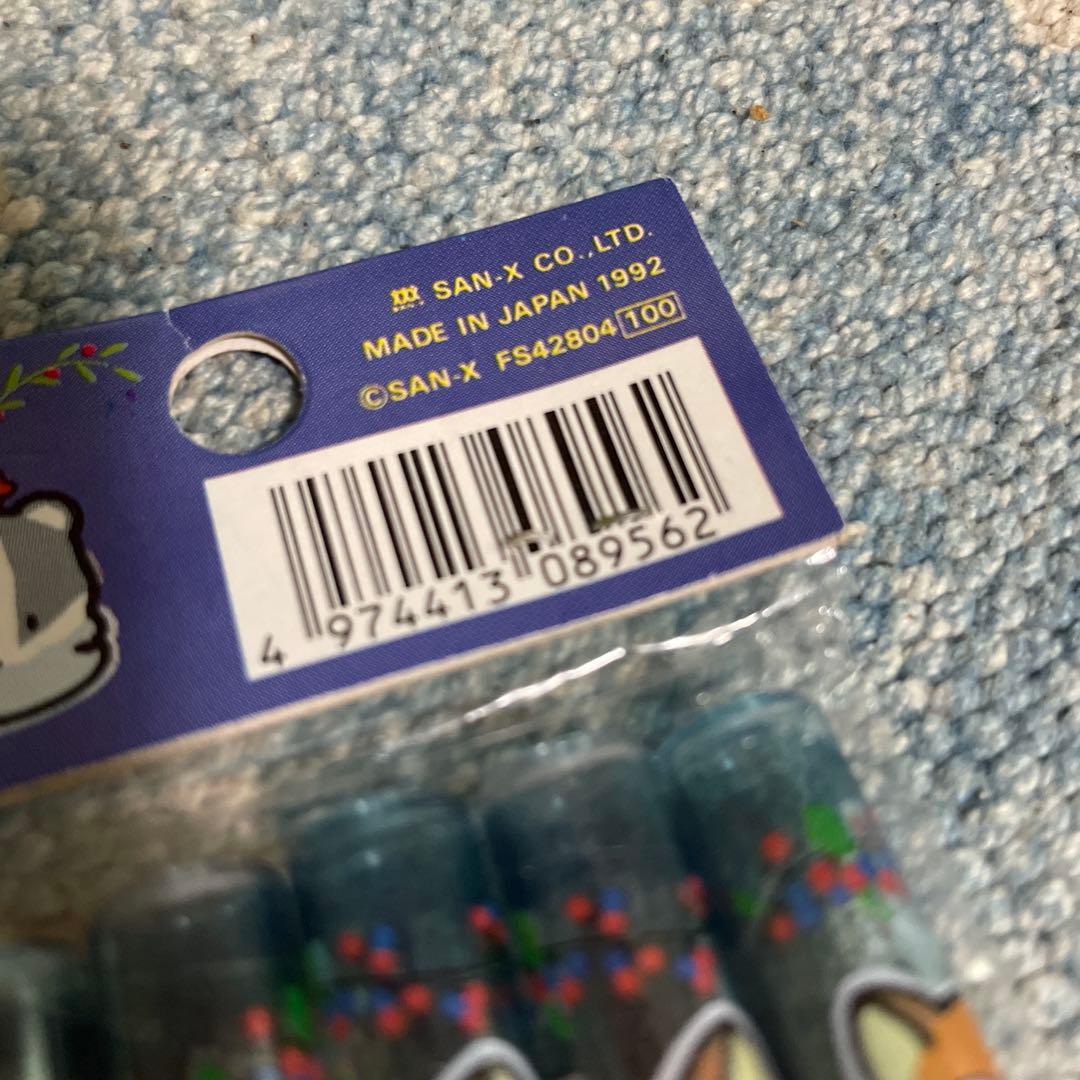 SAN-X CO.,LTD.
MADE IN JAPAN 1992
©SAN-X FS42804 100
4 974413 089562